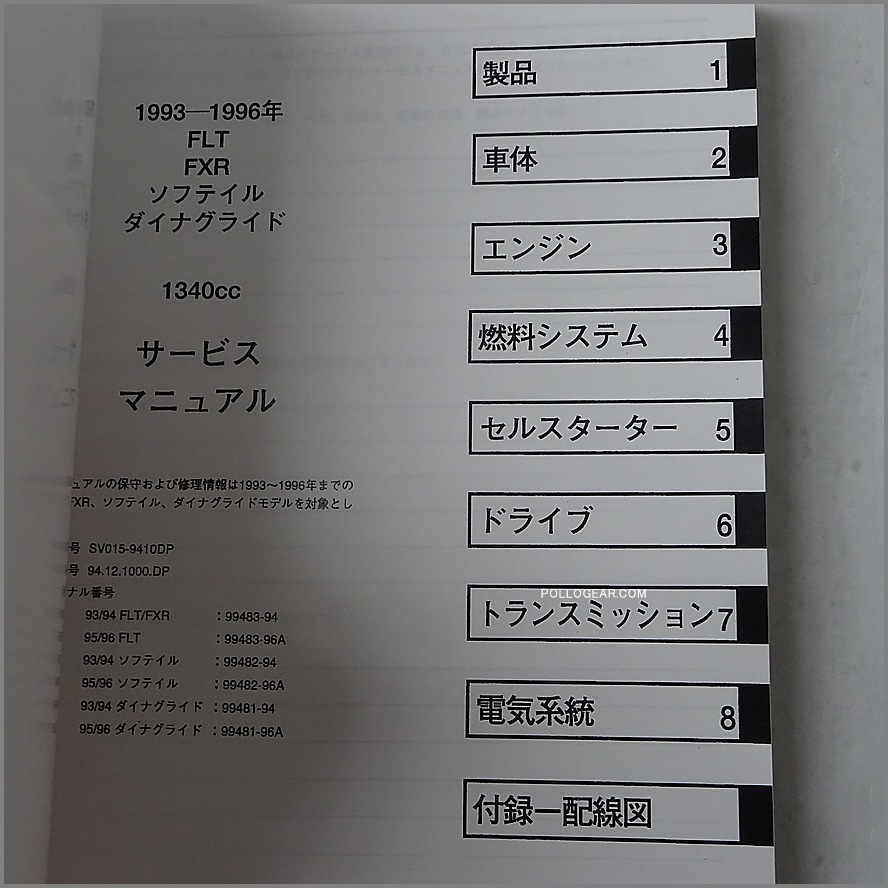 1993—1996年
FLT
FXR
ソフテイル
ダイナグライド
1340cc
サービス
マニュアル
ュアルの保守および修理情報は1993〜1996年までの
FXR、ソフテイル、ダイナグライドモデルを対象とし
号 SV015-9410DP
号 94.12.1000.DP
ナル番号
93/94 FLT/FXR : 99483-94
95/96 FLT : 99483-96A
93/94 ソフテイル : 99482-94
95/96 ソフテイル : 99482-96A
93/94 ダイナグライド : 99481-94
95/96 ダイナグライド : 99481-96A
製品 1
車体 2
エンジン 3
燃料システム 4
セルスターター 5
ドライブ 6
POLLOGEAR.COM
トランスミッション7
電気系統 8
付録ー配線図